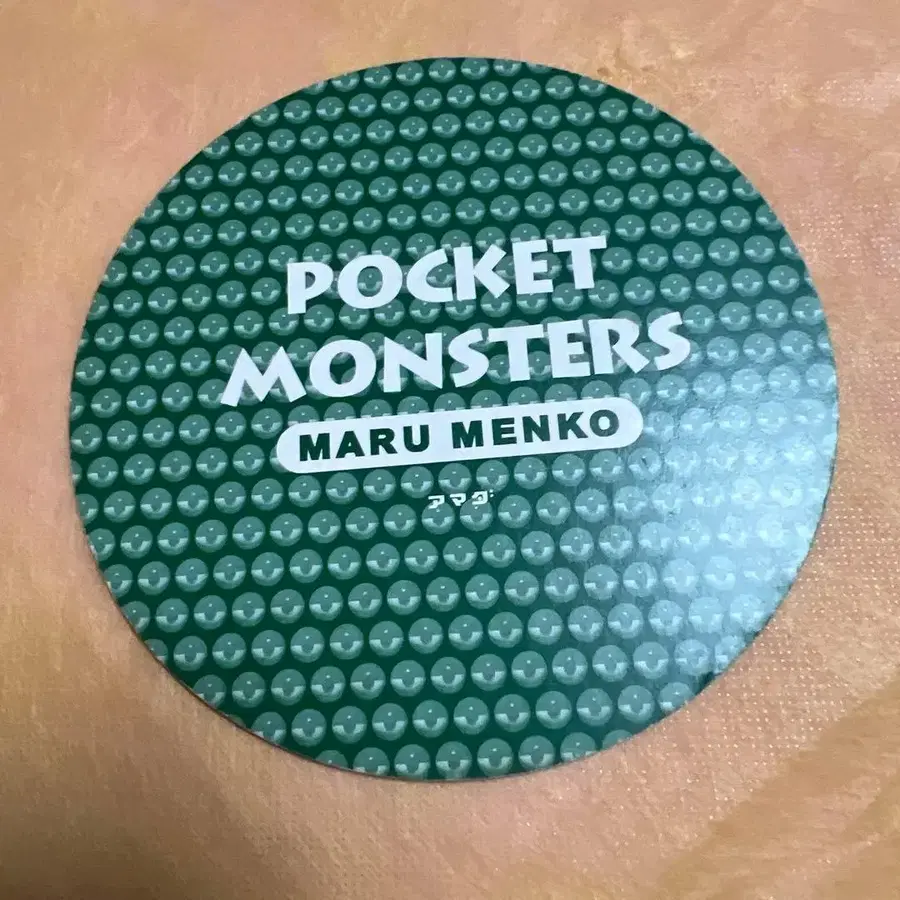 POCKET
MONSTERS
MARU MENKO
アマダ